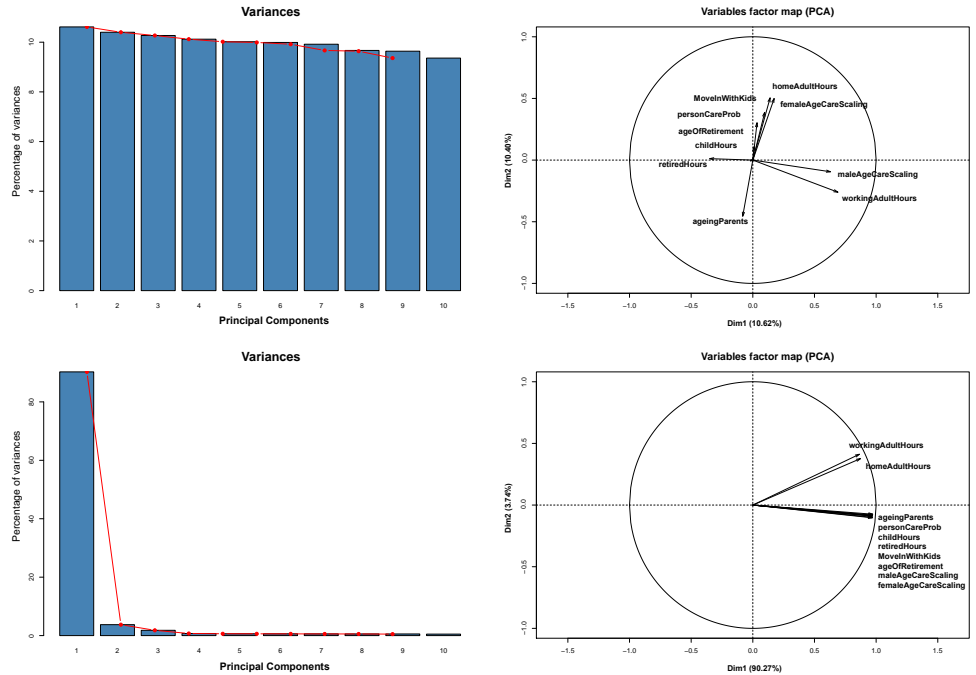 Variances
Percentage of variances
0
2
4
6
8
10
1
2
3
4
5
6
7
8
9
10
Principal Components
Variables factor map (PCA)
Dim2 (10.40%)
1.0
0.5
0.0
−0.5
−1.0
homeAdultHours
MoveInWithKids
femaleAgeCareScaling
personCareProb
ageOfRetirement
childHours
retiredHours
maleAgeCareScaling
workingAdultHours
ageingParents
−1.5
−1.0
−0.5
0.0
0.5
1.0
1.5
Dim1 (10.62%)
Variances
Percentage of variances
0
20
40
60
80
1
2
3
4
5
6
7
8
9
10
Principal Components
Variables factor map (PCA)
Dim2 (3.74%)
1.0
0.5
0.0
−0.5
−1.0
workingAdultHours
homeAdultHours
ageingParents
personCareProb
childHours
retiredHours
MoveInWithKids
ageOfRetirement
maleAgeCareScaling
femaleAgeCareScaling
−1.5
−1.0
−0.5
0.0
0.5
1.0
1.5
Dim1 (90.27%)